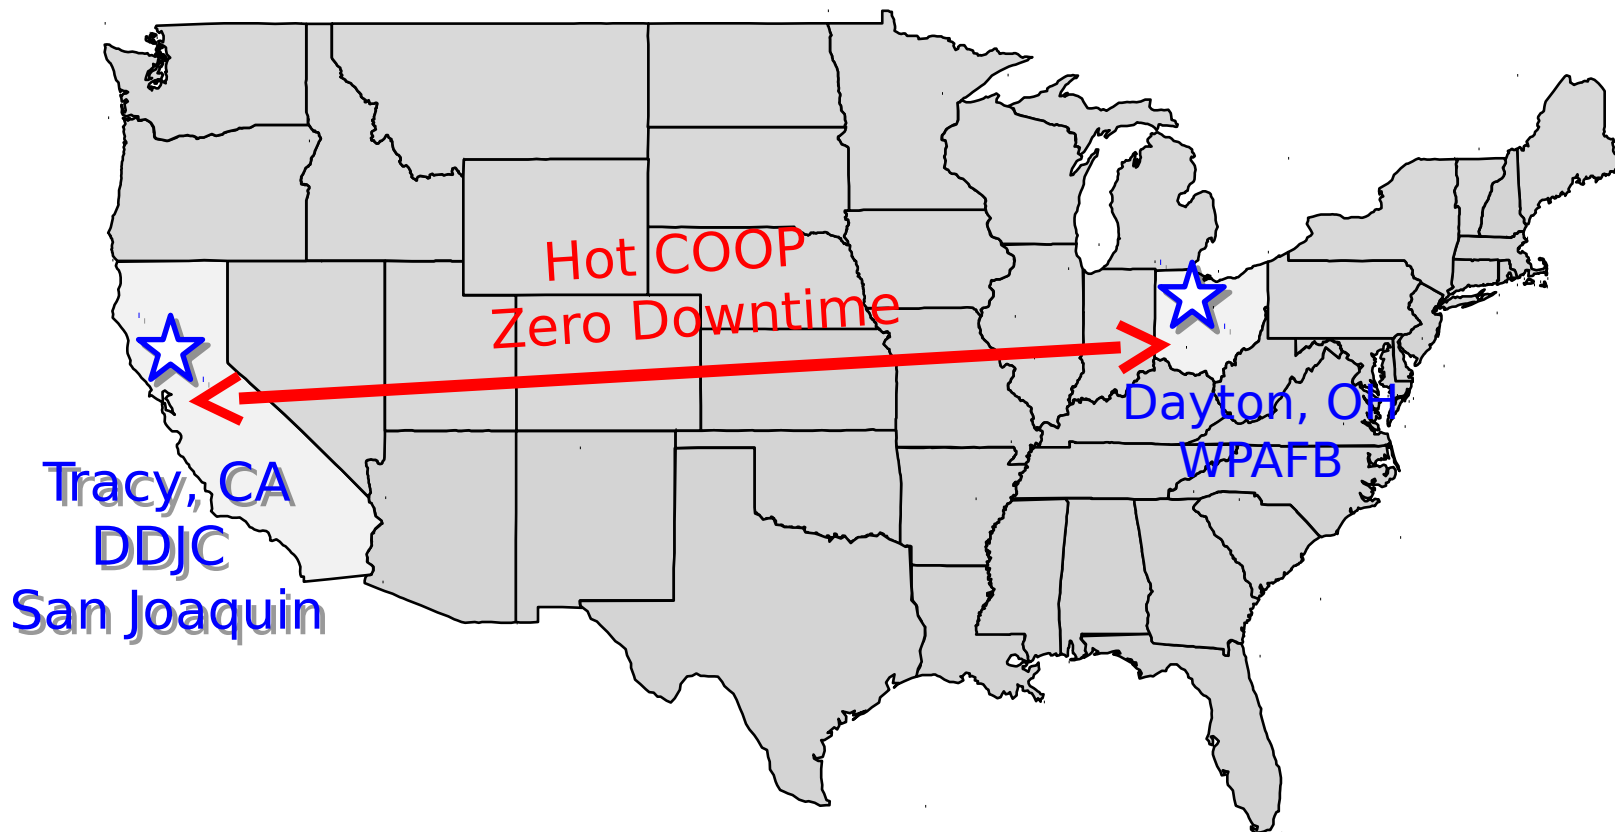 Hot COOP
Zero Downtime
Dayton, OH
WPAFB
Tracy, CA
DDJC
San Joaquin